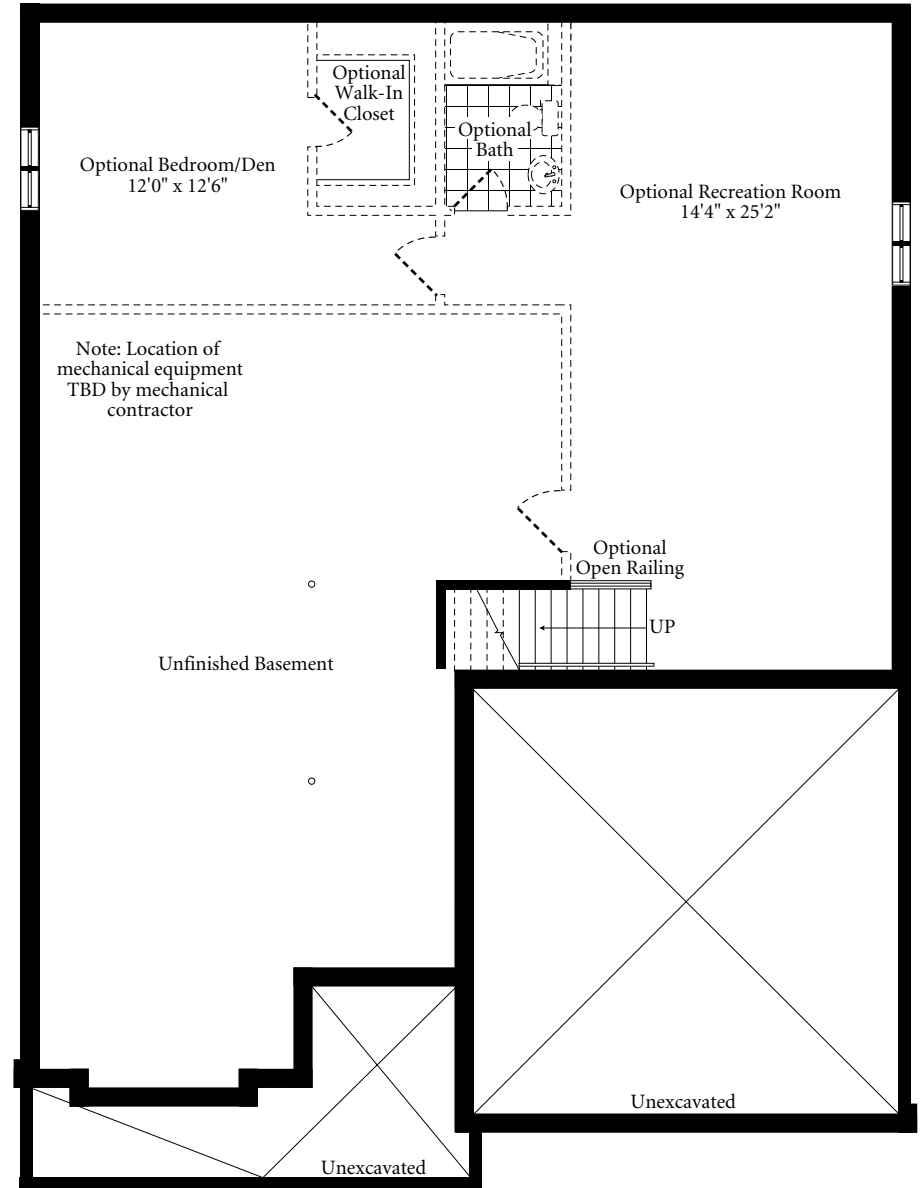 Optional
Walk-In
Closet
Optional
Bath
Optional Bedroom/Den
12'0" x 12'6"
Optional Recreation Room
14'4" x 25'2"
Note: Location of
mechanical equipment
TBD by mechanical
contractor
Optional
Open Railing
UP
Unfinished Basement
Unexcavated
Unexcavated